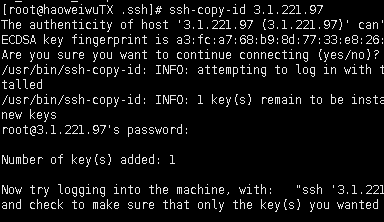 [root@haoweiwuTX .ssh]# ssh-copy-id 3.1.221.97
The authenticity of host '3.1.221.97 (3.1.221.97)' can'
ECDSA key fingerprint is a3:fc:a7:68:b9:8d:77:33:e8:26:
Are you sure you want to continue connecting (yes/no)?
/usr/bin/ssh-copy-id: INFO: attempting to log in with t
talled
/usr/bin/ssh-copy-id: INFO: 1 key(s) remain to be insta
new keys
root@3.1.221.97's password:
Number of key(s) added: 1
Now try logging into the machine, with:   "ssh '3.1.221
and check to make sure that only the key(s) you wanted